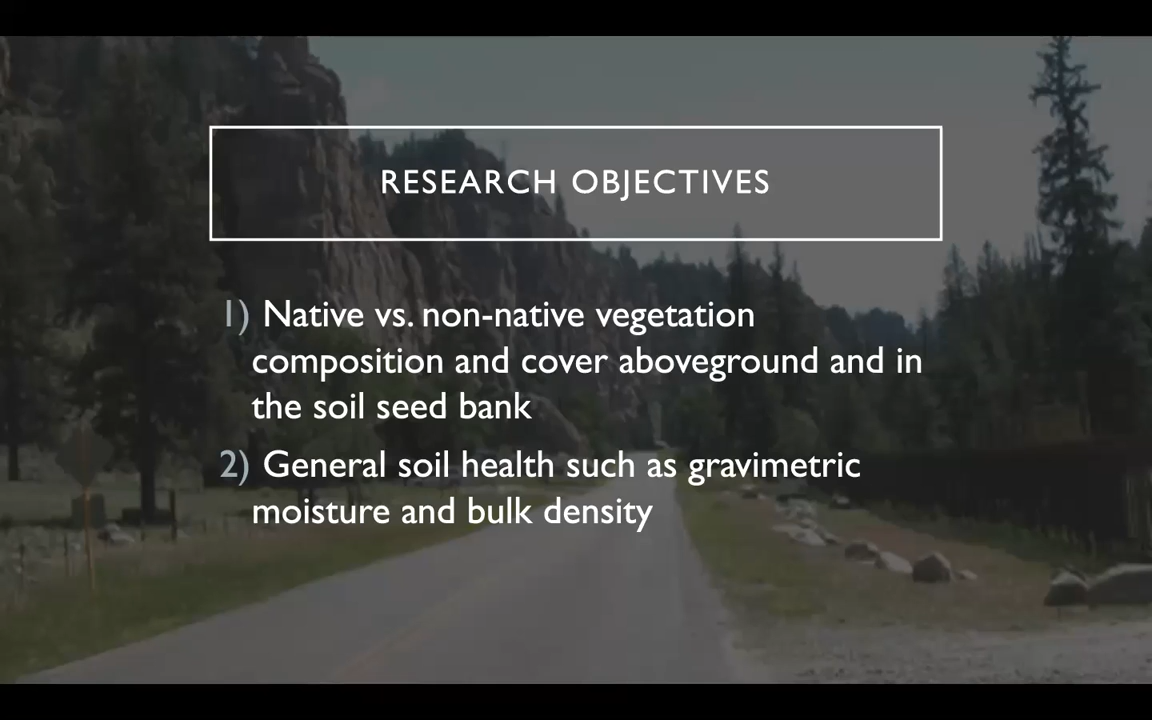 RESEARCH OBJECTIVES
1) Native vs. non-native vegetation
composition and cover aboveground and in
the soil seed bank
2) General soil health such as gravimetric
moisture and bulk density